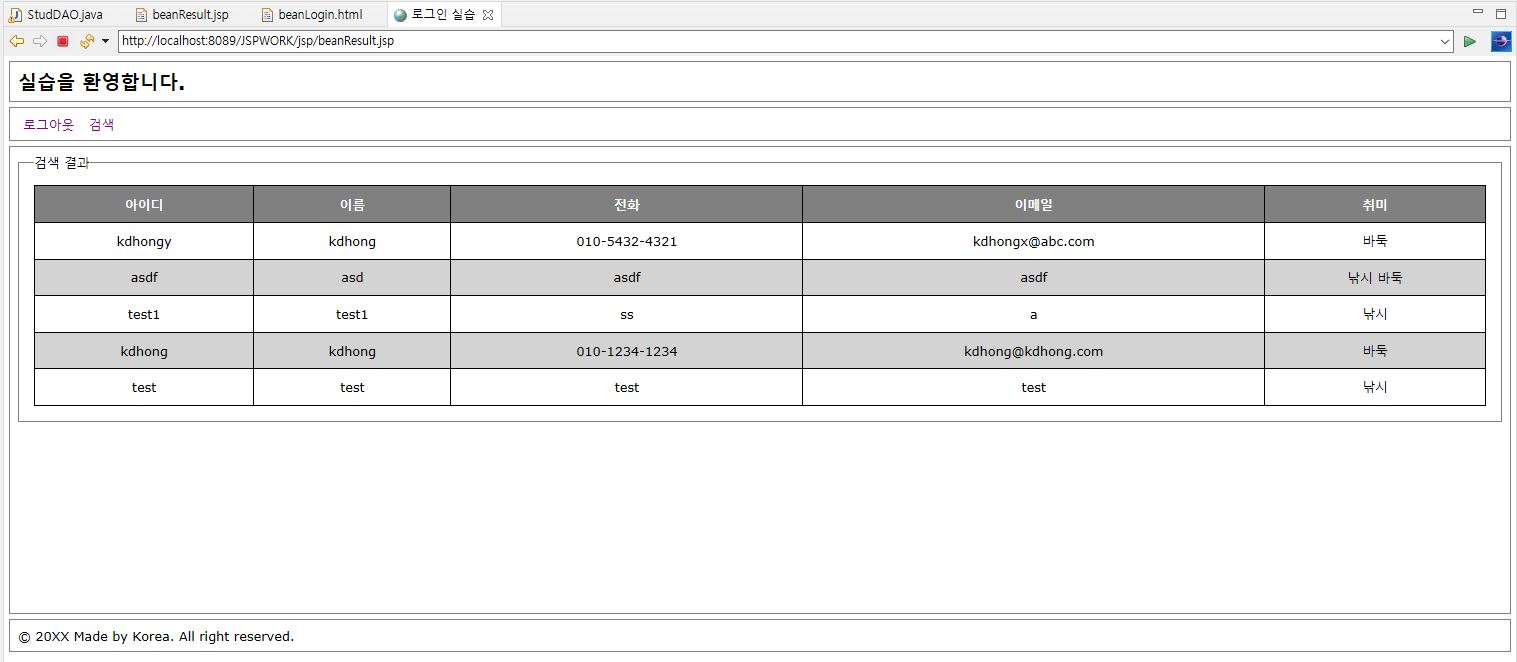 StudDAO.java beanResult.jsp beanLogin.html 로그인 실습
http://localhost:8089/JSPWORK/jsp/beanResult.jsp
실습을 환영합니다.
로그아웃 검색
검색 결과
아이디 이름 전화 이메일 취미
kdhongy kdhong 010-5432-4321 kdhongx@abc.com 바둑
asdf asd asdf asdf 낚시 바둑
test1 test1 ss a 낚시
kdhong kdhong 010-1234-1234 kdhong@kdhong.com 바둑
test test test test 낚시
© 20XX Made by Korea. All right reserved.